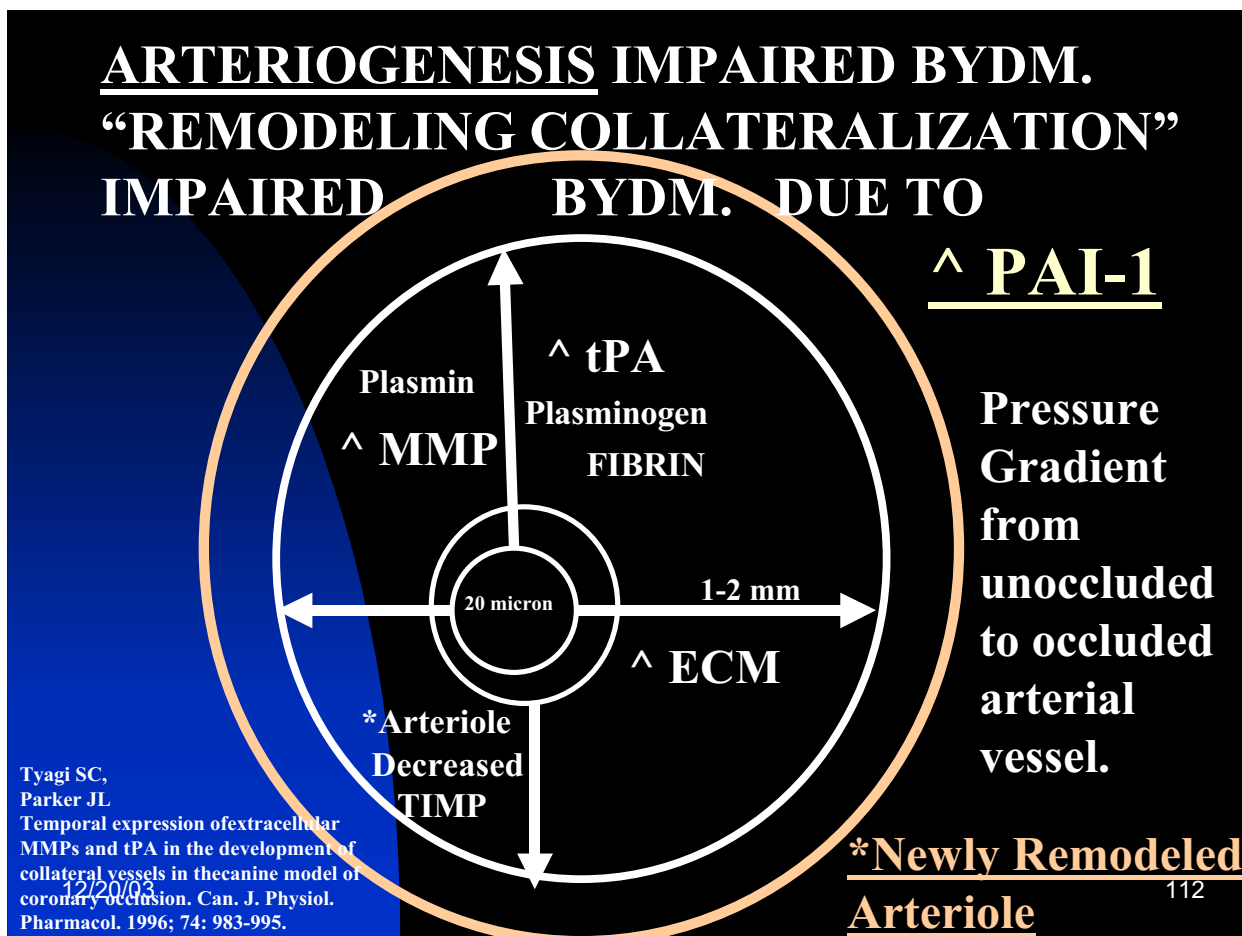 ARTERIOGENESIS IMPAIRED BYDM.
“REMODELING COLLATERALIZATION”
IMPAIRED BYDM. DUE TO
^ PAI-1
^ tPA
Plasmin
Plasminogen
^ MMP
FIBRIN
Pressure
Gradient
from
unoccluded
to occluded
arterial
vessel.
20 micron
1-2 mm
^ ECM
*Arteriole
Decreased
TIMP
Tyagi SC,
Parker JL
Temporal expression ofextracellular
MMPs and tPA in the development of
collateral vessels in thecanine model of
coronary occlusion. Can. J. Physiol.
Pharmacol. 1996; 74: 983-995.
12/20/03
*Newly Remodeled
Arteriole
112